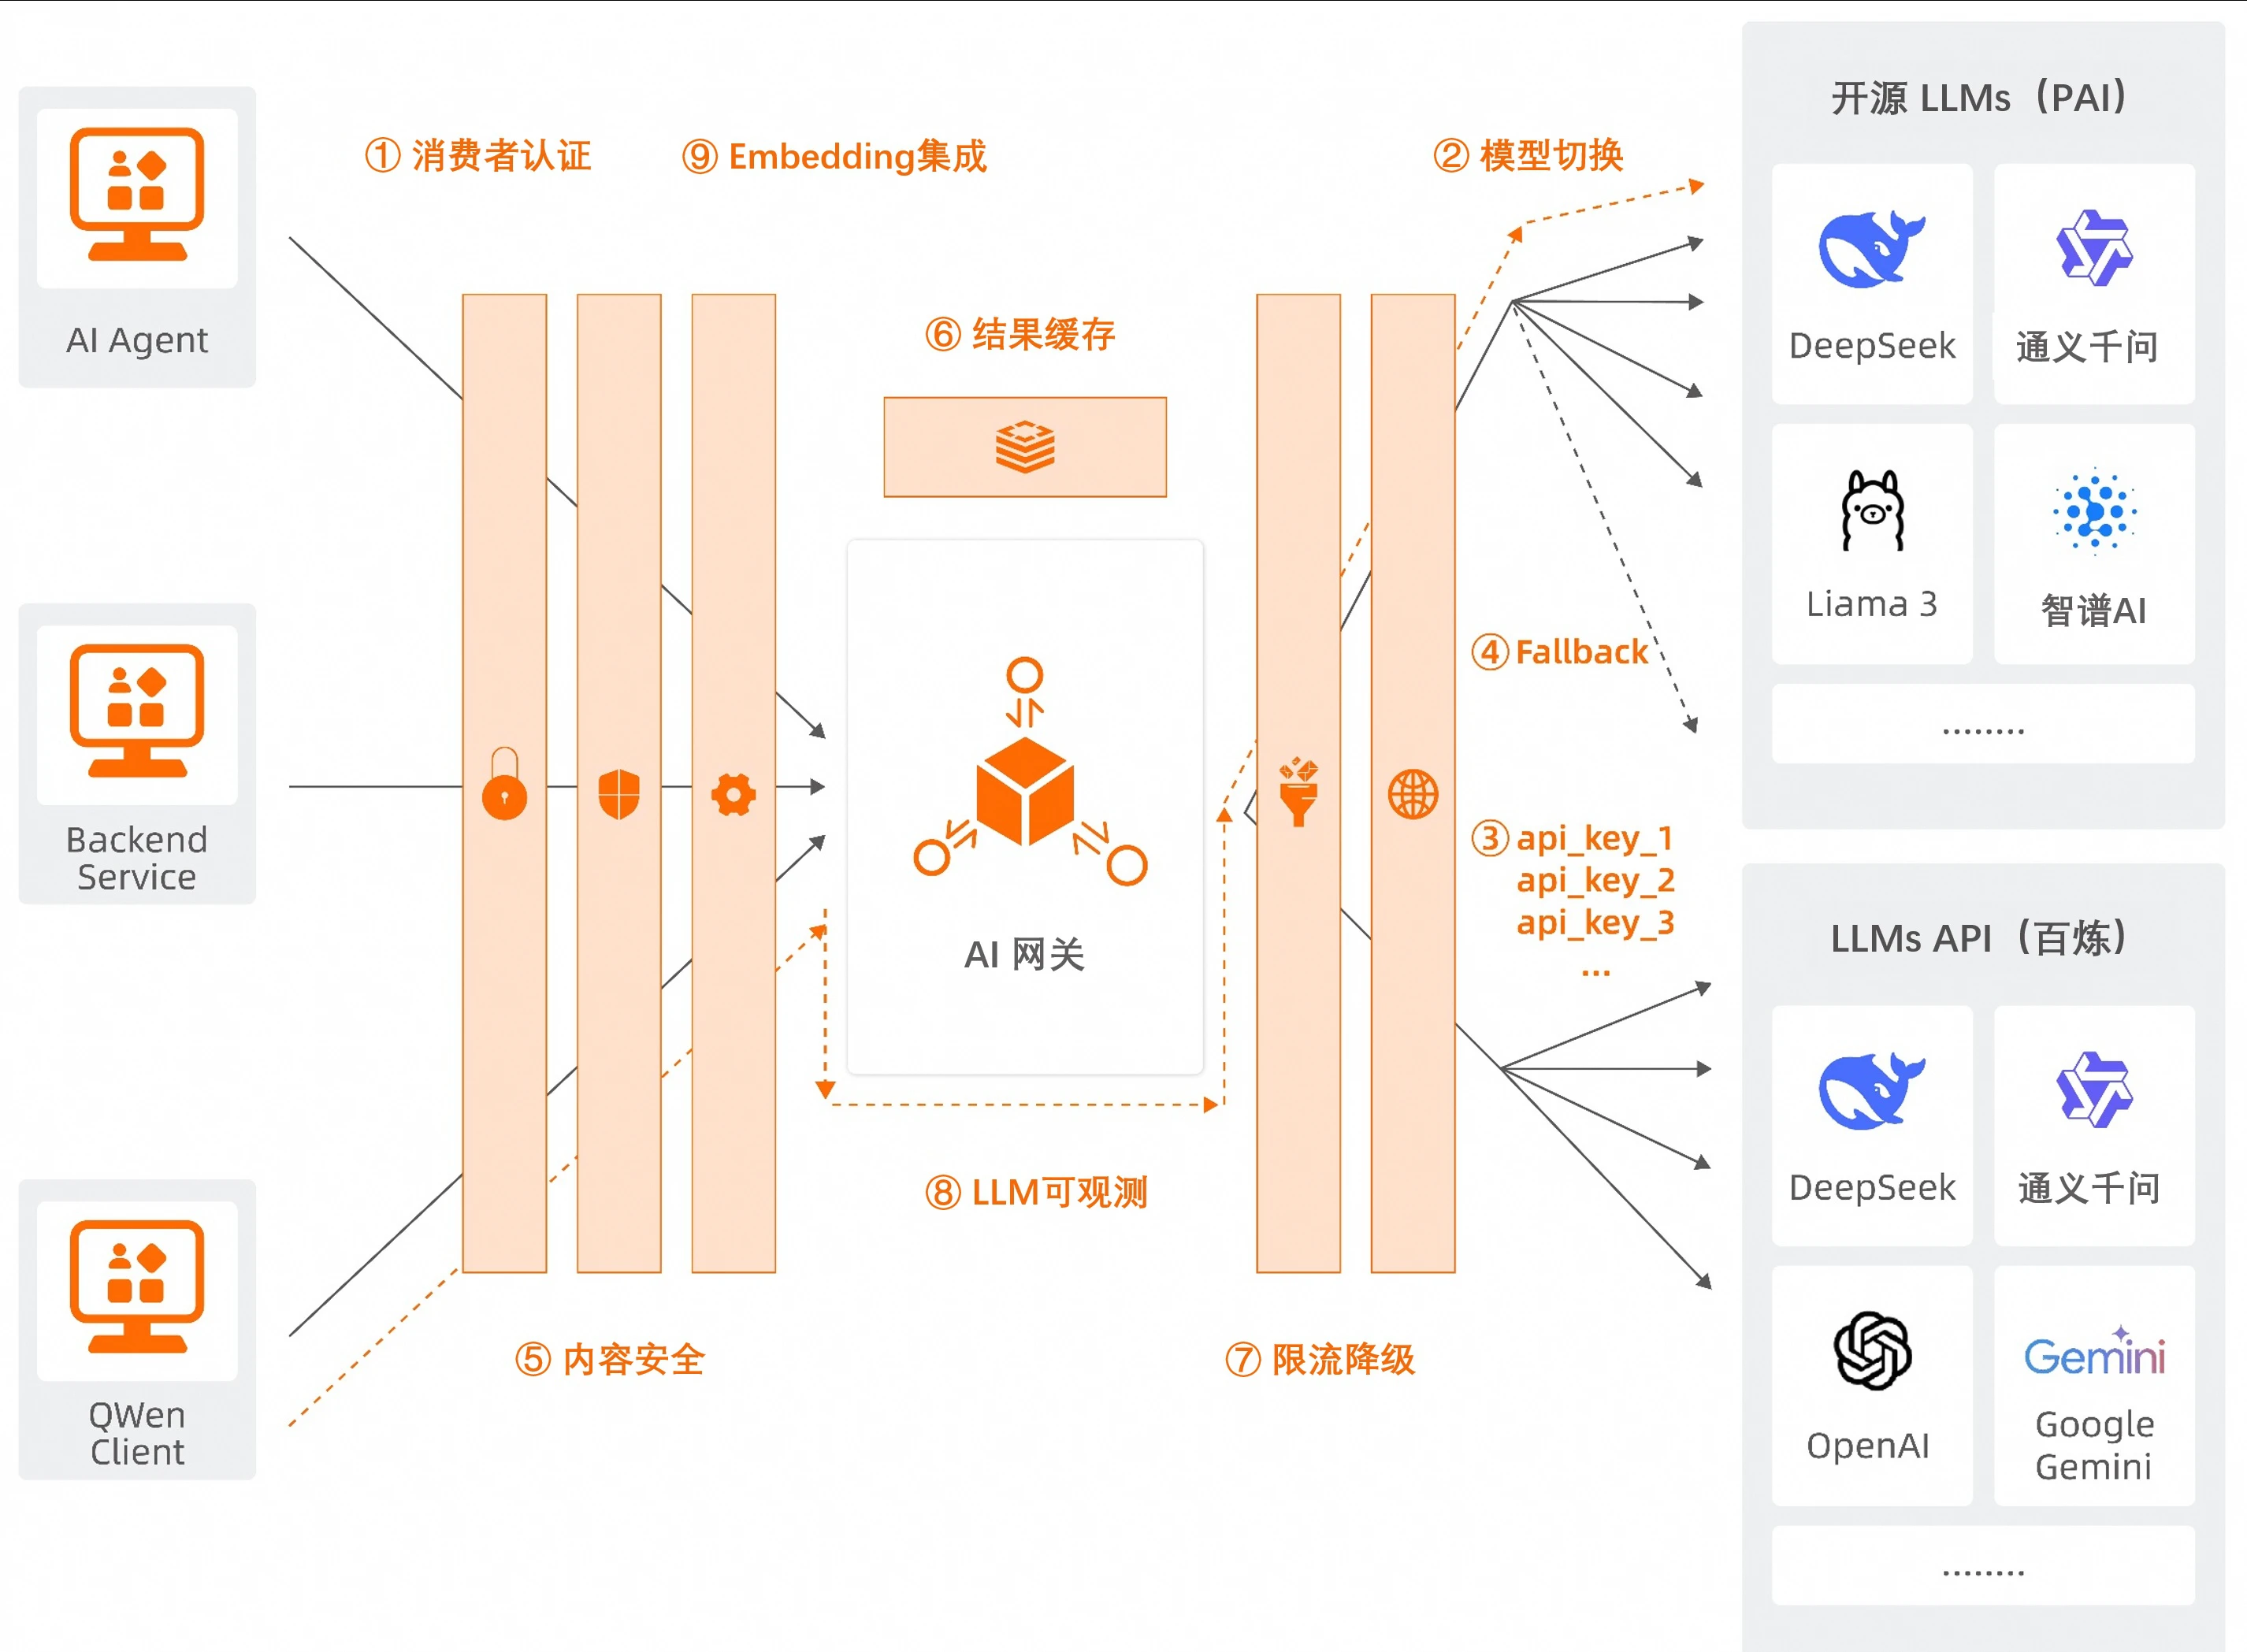 AI Agent
Backend
Service
QWen
Client
① 消费者认证
⑨ Embedding集成
⑥ 结果缓存
AI 网关
⑧ LLM可观测
⑤ 内容安全
⑦ 限流降级
② 模型切换
④ Fallback
③ api_key_1
api_key_2
api_key_3
...
开源 LLMs（PAI）
DeepSeek
通义千问
Liama 3
智谱AI
........
LLMs API（百炼）
DeepSeek
通义千问
OpenAI
Gemini
Google
Gemini
........